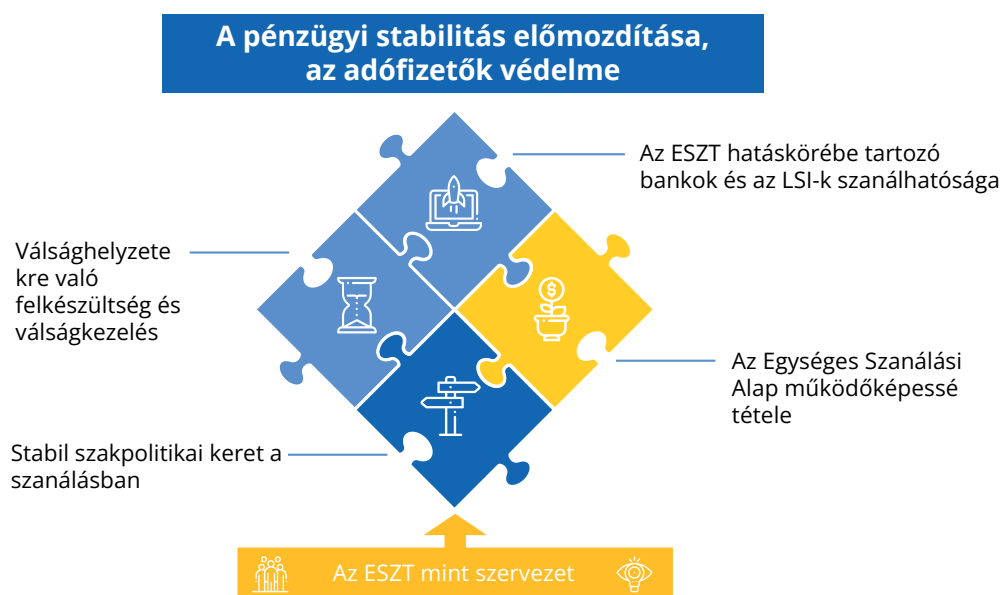 A pénzügyi stabilitás előmozdítása,
az adófizetők védelme
Az ESZT hatáskörébe tartozó
bankok és az LSI-k szanálhatósága
Válsághelyzete
kre való
felkészültség és
válságkezelés
Az Egységes Szanálási
Alap működőképessé
tétele
Stabil szakpolitikai keret a
szanálásban
Az ESZT mint szervezet